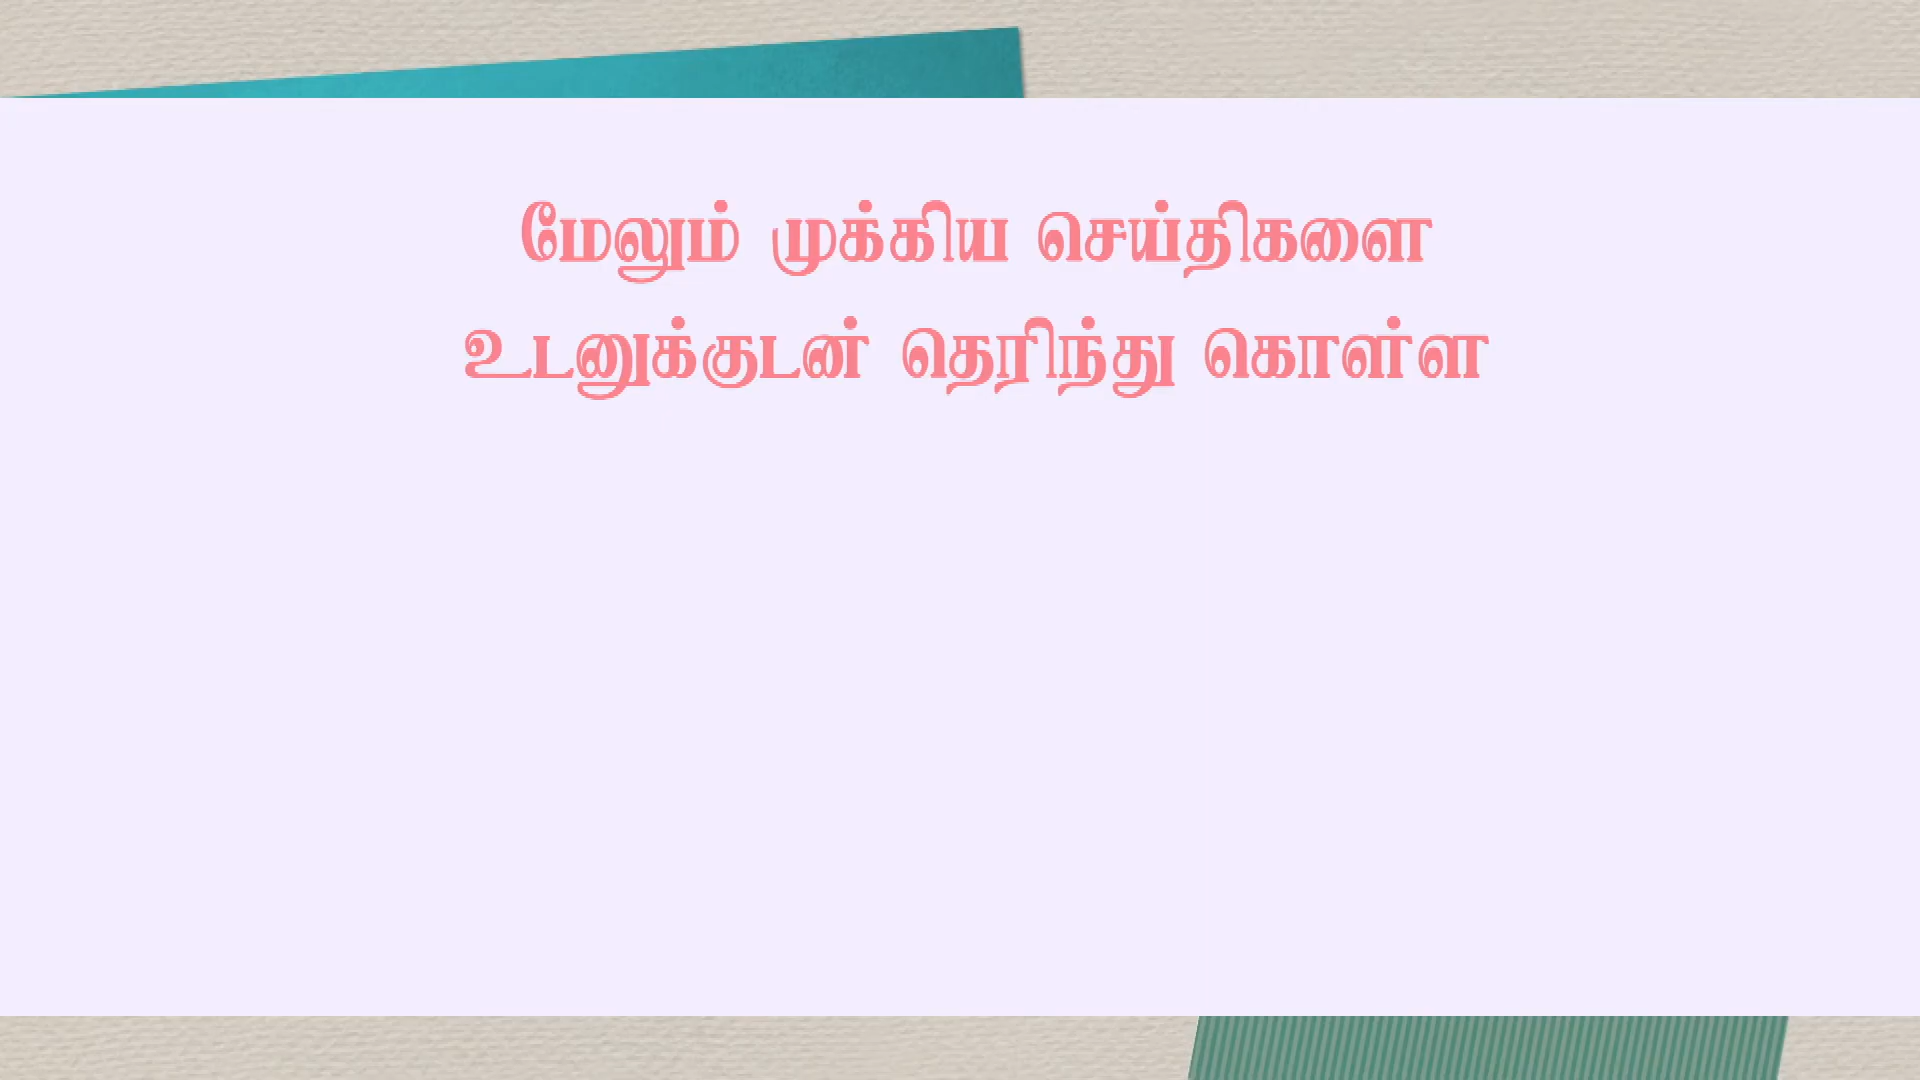 மேலும் முக்கிய செய்திகளை
உடனுக்குடன் தெரிந்து கொள்ள